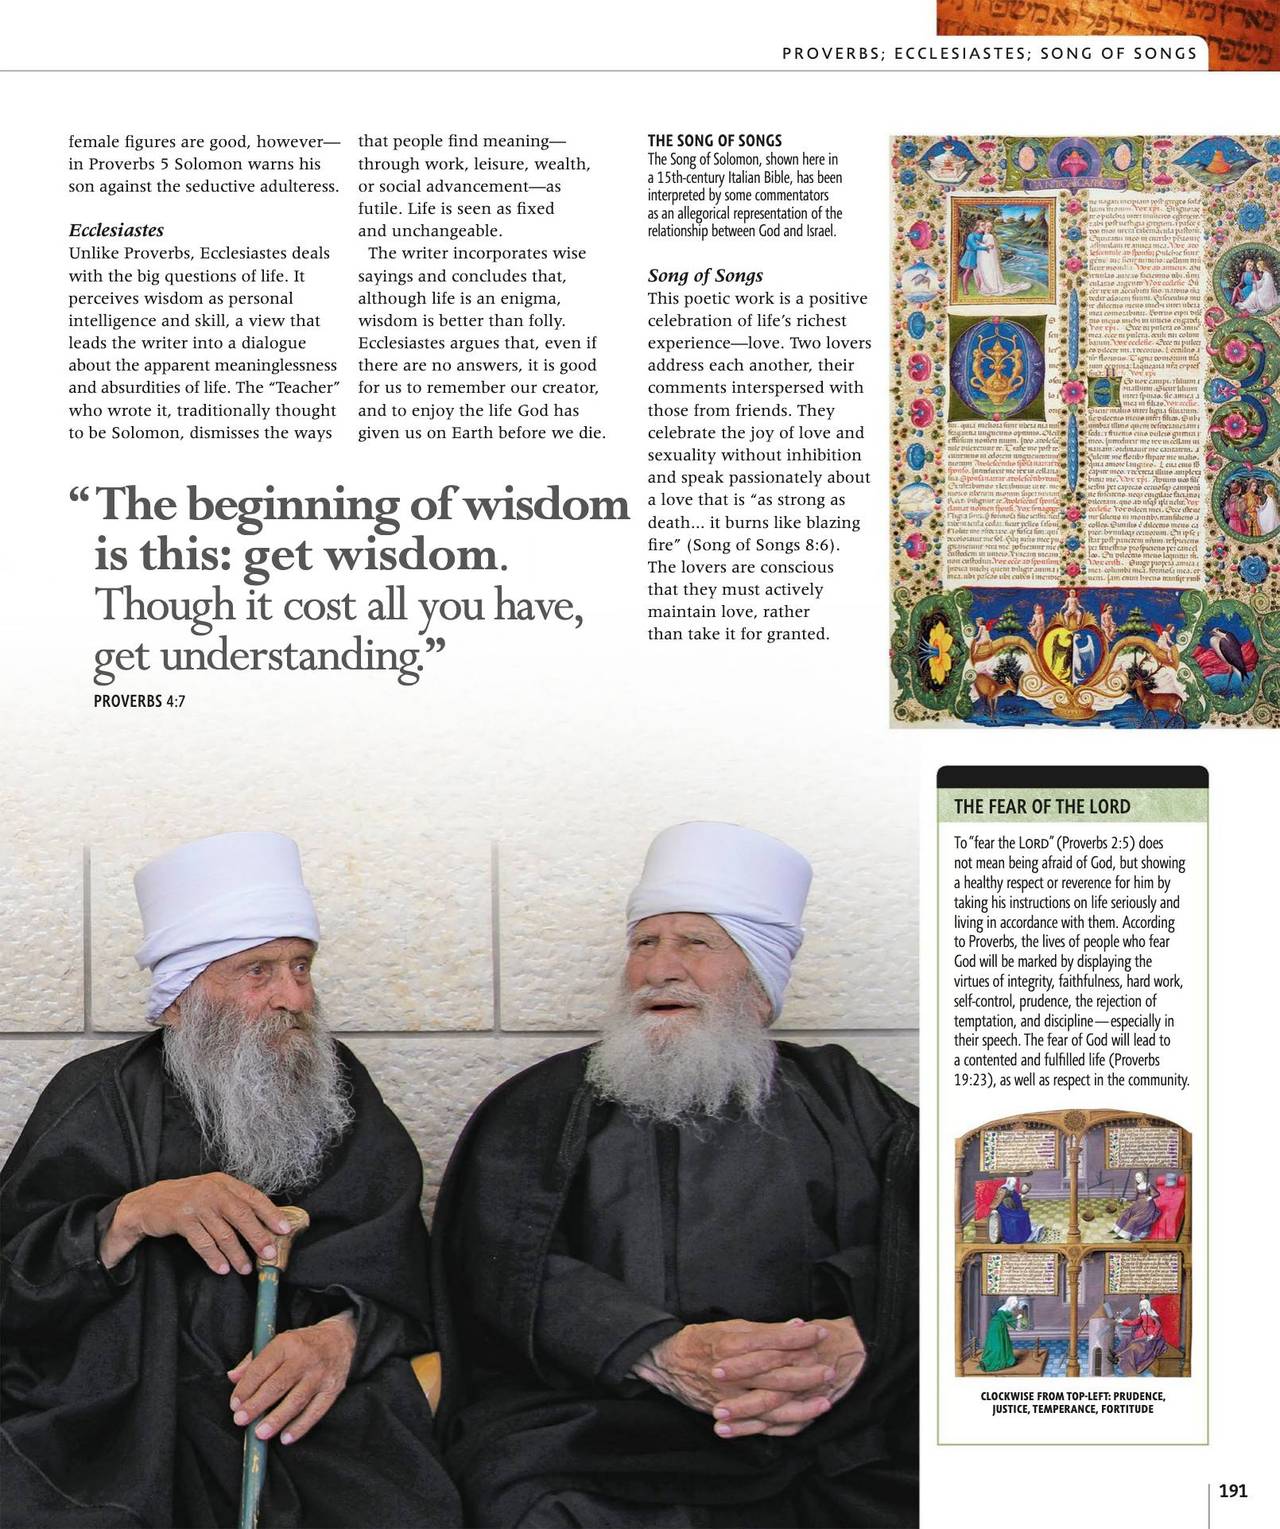 PROVERBS; ECCLESIASTES; SONG OF SONGS
female figures are good, however—
in Proverbs 5 Solomon warns his
son against the seductive adulteress.
Ecclesiastes
Unlike Proverbs, Ecclesiastes deals
with the big questions of life. It
perceives wisdom as personal
intelligence and skill, a view that
leads the writer into a dialogue
about the apparent meaninglessness
and absurdities of life. The “Teacher”
who wrote it, traditionally thought
to be Solomon, dismisses the ways
that people find meaning—
through work, leisure, wealth,
or social advancement—as
futile. Life is seen as fixed
and unchangeable.
The writer incorporates wise
sayings and concludes that,
although life is an enigma,
wisdom is better than folly.
Ecclesiastes argues that, even if
there are no answers, it is good
for us to remember our creator,
and to enjoy the life God has
given us on Earth before we die.
“The beginning of wisdom
is this: get wisdom.
Though it cost all you have,
get understanding.”
PROVERBS 4:7
THE SONG OF SONGS
The Song of Solomon, shown here in
a 15th-century Italian Bible, has been
interpreted by some commentators
as an allegorical representation of the
relationship between God and Israel.
Song of Songs
This poetic work is a positive
celebration of life’s richest
experience—love. Two lovers
address each another, their
comments interspersed with
those from friends. They
celebrate the joy of love and
sexuality without inhibition
and speak passionately about
a love that is “as strong as
death... it burns like blazing
fire” (Song of Songs 8:6).
The lovers are conscious
that they must actively
maintain love, rather
than take it for granted.
THE FEAR OF THE LORD
To “fear the LORD” (Proverbs 2:5) does
not mean being afraid of God, but showing
a healthy respect or reverence for him by
taking his instructions on life seriously and
living in accordance with them. According
to Proverbs, the lives of people who fear
God will be marked by displaying the
virtues of integrity, faithfulness, hard work,
self-control, prudence, the rejection of
temptation, and discipline—especially in
their speech. The fear of God will lead to
a contented and fulfilled life (Proverbs
19:23), as well as respect in the community.
CLOCKWISE FROM TOP-LEFT: PRUDENCE,
JUSTICE, TEMPERANCE, FORTITUDE
191